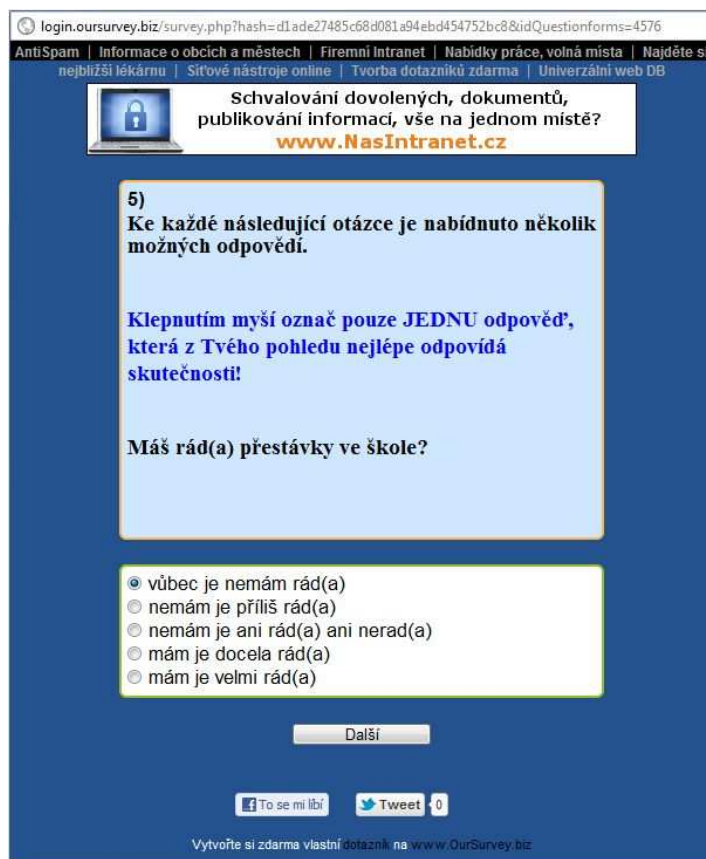 login.oursurvey.biz/survey.php?hash=d1ade27485c68d081a94ebd454752bc8&idQuestionforms=4576
AntiSpam | Informace o obcích a městech | Firemní Intranet | Nabídky práce, volná místa | Najděte si
nejbližší lékárnu | Síťové nástroje online | Tvorba dotazníků zdarma | Univerzální web DB
Schvalování dovolených, dokumentů,
publikování informací, vše na jednom místě?
www.NasIntranet.cz
5)
Ke každé následující otázce je nabídnuto několik
možných odpovědí.
Klepnutím myší označ pouze JEDNU odpověď,
která z Tvého pohledu nejlépe odpovídá
skutečnosti!
Máš rád(a) přestávky ve škole?
vůbec je nemám rád(a)
nemám je příliš rád(a)
nemám je ani rád(a) ani nerad(a)
mám je docela rád(a)
mám je velmi rád(a)
Další
To se mi líbí Tweet 0
Vytvořte si zdarma vlastní dotazník na www.OurSurvey.biz